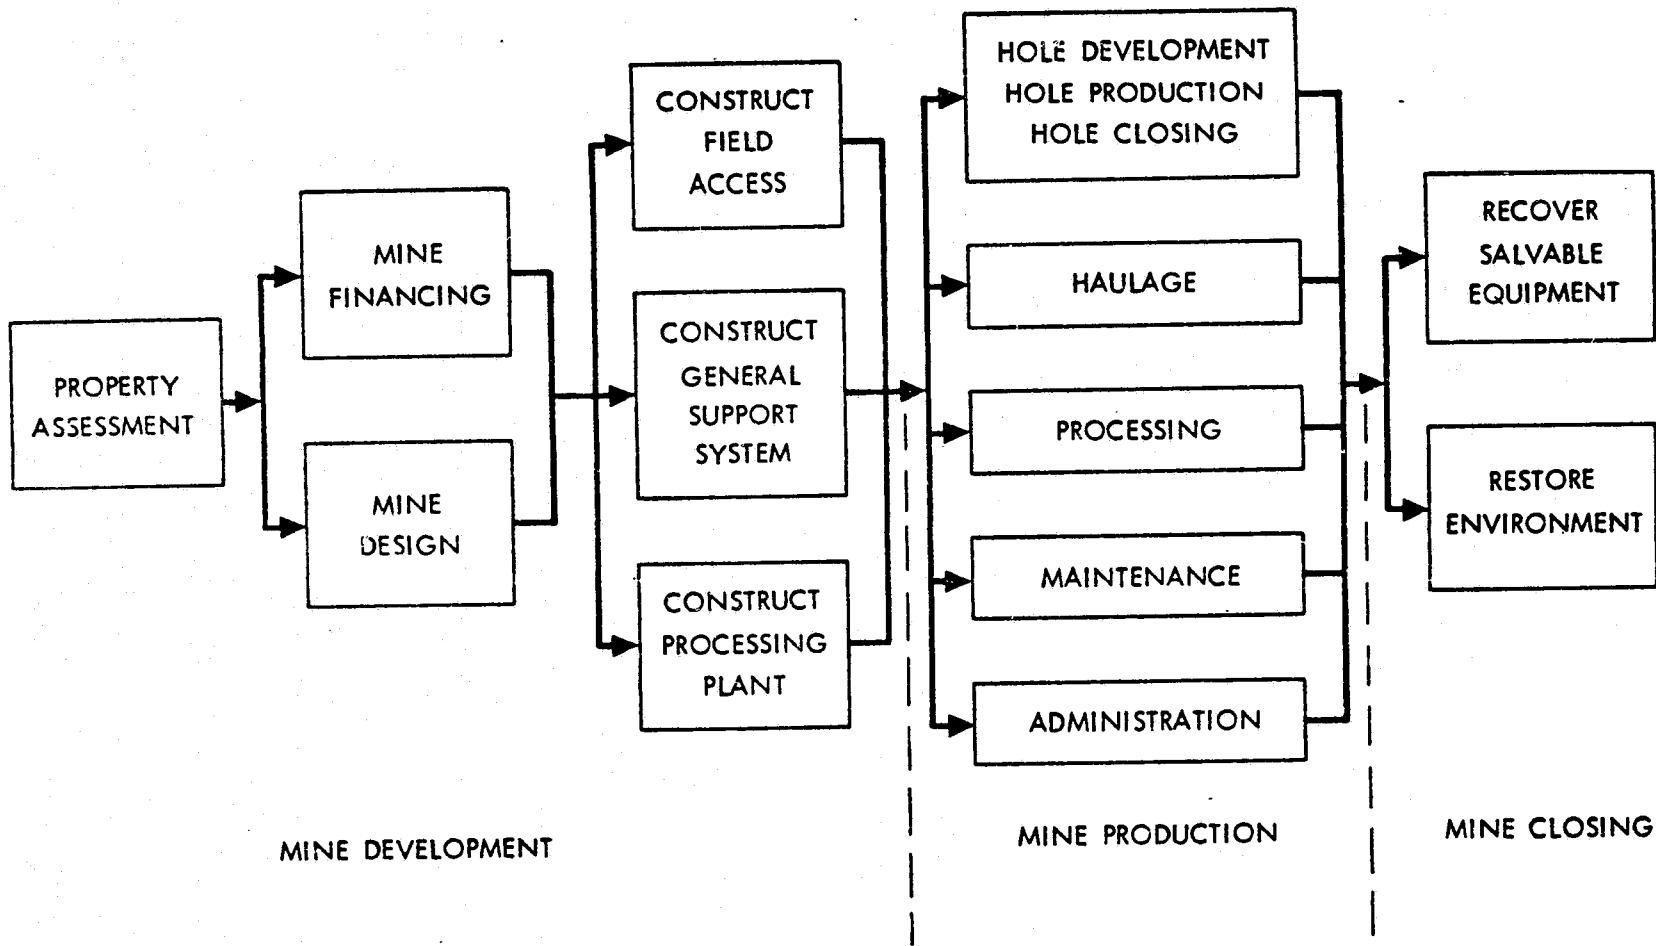 PROPERTY
ASSESSMENT
MINE
FINANCING
MINE
DESIGN
CONSTRUCT
FIELD
ACCESS
CONSTRUCT
GENERAL
SUPPORT
SYSTEM
CONSTRUCT
PROCESSING
PLANT
HOLE DEVELOPMENT
HOLE PRODUCTION
HOLE CLOSING
HAULAGE
PROCESSING
MAINTENANCE
ADMINISTRATION
RECOVER
SALVABLE
EQUIPMENT
RESTORE
ENVIRONMENT
MINE DEVELOPMENT
MINE PRODUCTION
MINE CLOSING